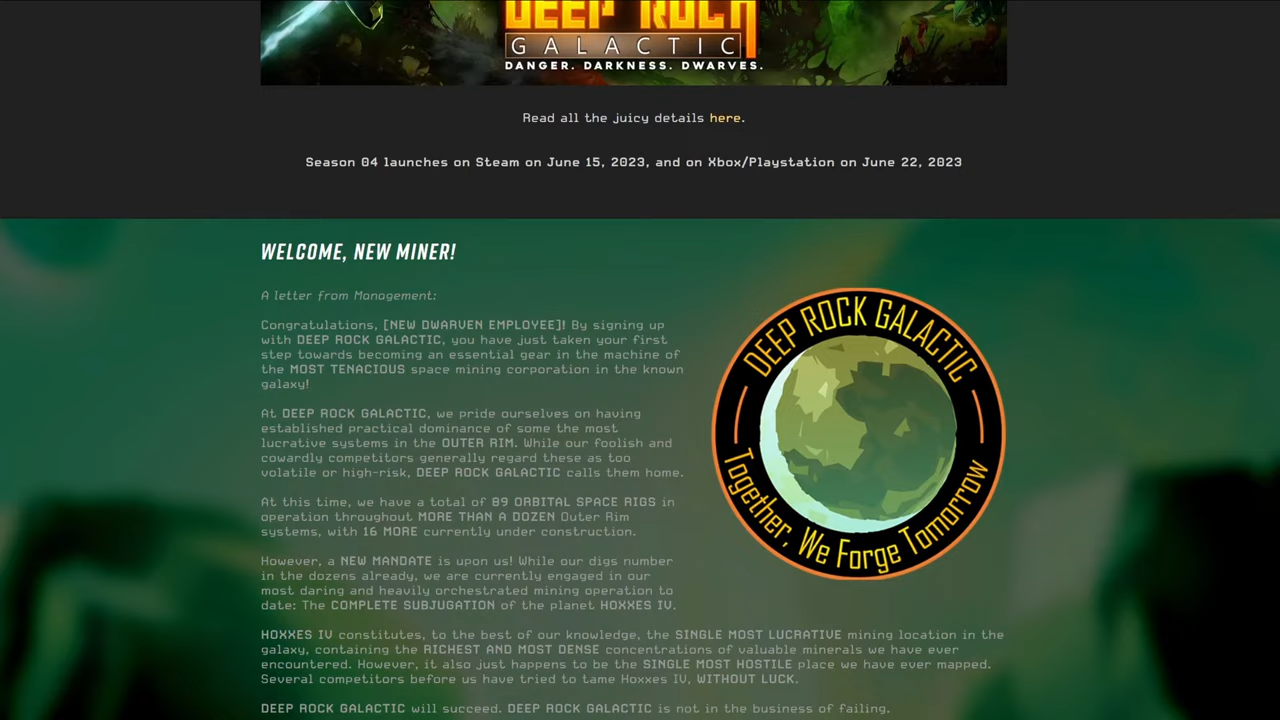 DEEP ROCK
GALACTIC
DANGER. DARKNESS. DWARVES.
Read all the juicy details here.
Season 04 launches on Steam on June 15, 2023, and on Xbox/Playstation on June 22, 2023
WELCOME, NEW MINER!
A letter from Management:
Congratulations, [NEW DWARVEN EMPLOYEE]! By signing up
with DEEP ROCK GALACTIC, you have just taken your first
step towards becoming an essential gear in the machine of
the MOST TENACIOUS space mining corporation in the known
galaxy!
At DEEP ROCK GALACTIC, we pride ourselves on having
established practical dominance of some the most
lucrative systems in the OUTER RIM. While our foolish and
cowardly competitors generally regard these as too
volatile or high-risk, DEEP ROCK GALACTIC calls them home.
At this time, we have a total of 89 ORBITAL SPACE RIGS in
operation throughout MORE THAN A DOZEN Outer Rim
systems, with 16 MORE currently under construction.
However, a NEW MANDATE is upon us! While our digs number
in the dozens already, we are currently engaged in our
most daring and heavily orchestrated mining operation to
date: The COMPLETE SUBJUGATION of the planet HOXXES IV.
HOXXES IV constitutes, to the best of our knowledge, the SINGLE MOST LUCRATIVE mining location in the
galaxy, containing the RICHEST AND MOST DENSE concentrations of valuable minerals we have ever
encountered. However, it also just happens to be the SINGLE MOST HOSTILE place we have ever mapped.
Several competitors before us have tried to tame Hoxxes IV, WITHOUT LUCK.
DEEP ROCK GALACTIC will succeed. DEEP ROCK GALACTIC is not in the business of failing.
DEEP ROCK GALACTIC
Together, We Forge Tomorrow